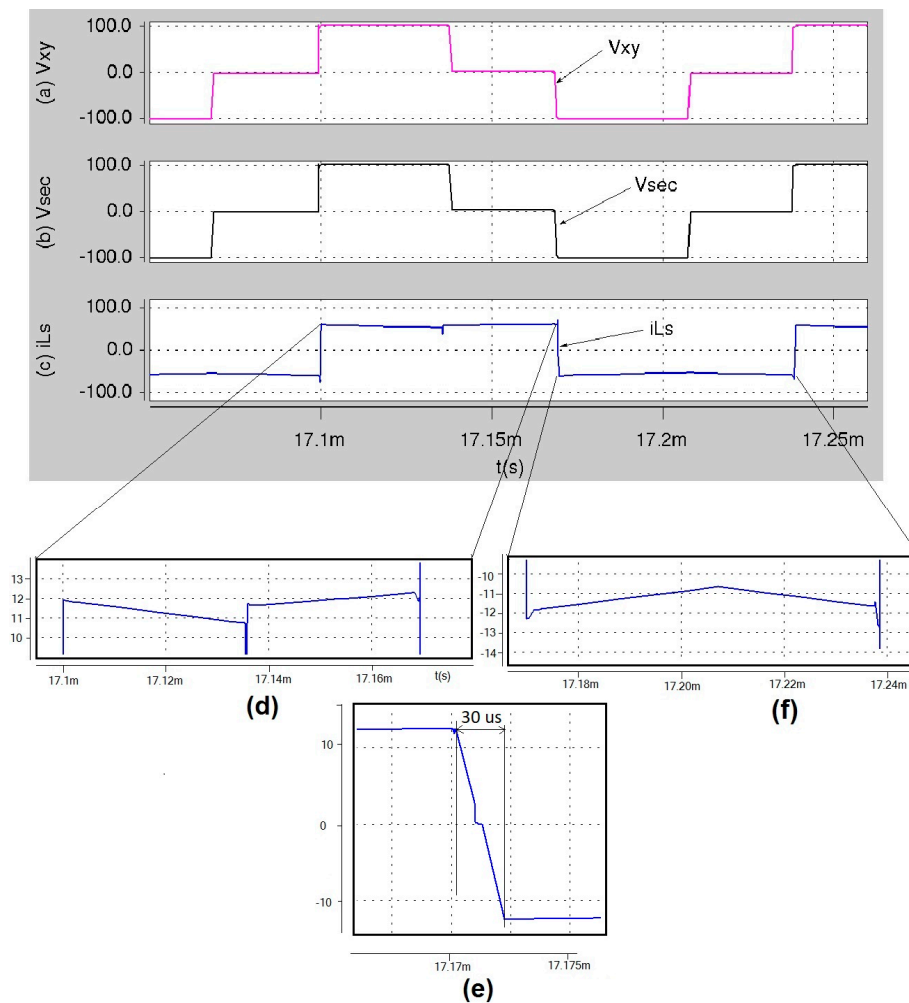 (a) Vxy
100.0
0.0
-100.0
Vxy
(b) Vsec
100.0
0.0
-100.0
Vsec
(c) iLs
100.0
0.0
-100.0
iLs
17.1m
17.15m
17.2m
17.25m
t(s)
13
12
11
10
17.1m
17.12m
17.14m
17.16m
t(s)
(d)
-10
-11
-12
-13
-14
17.18m
17.20m
17.22m
17.24m
(f)
30 us
10
0
-10
17.17m
17.175m
(e)